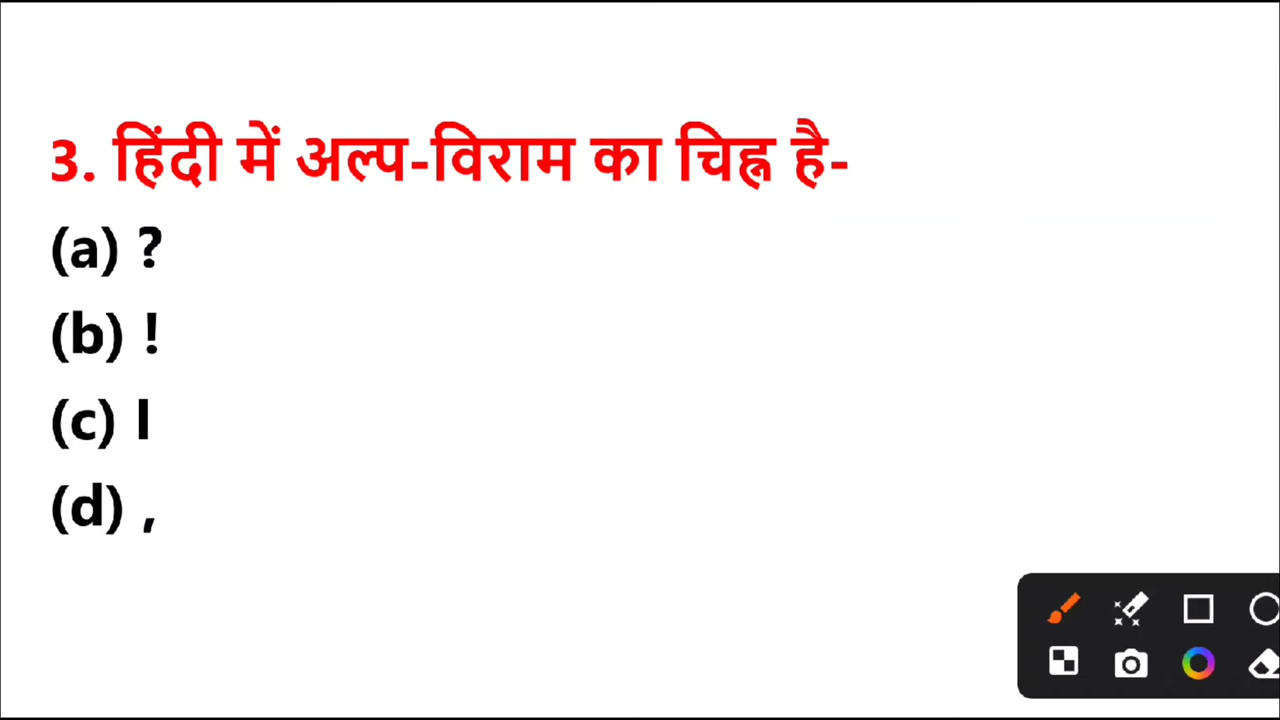 3. हिंदी में अल्प-विराम का चिह्न है-
(a) ?
(b) !
(c) l
(d) ,